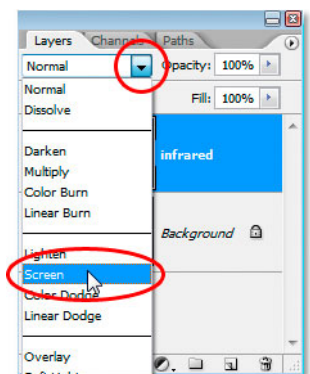 Layers Channels Paths
Normal Opacity: 100%
Normal Fill: 100%
Dissolve
Darken
Multiply
Color Burn
Linear Burn
infrared
Background
Lighten
Screen
Color Dodge
Linear Dodge
Overlay